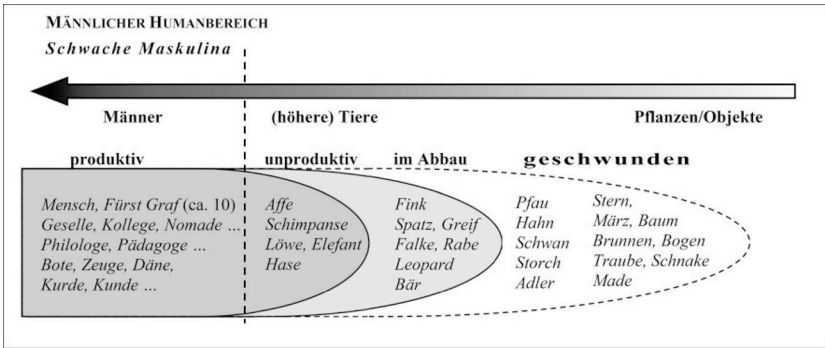 MÄNNLICHER HUMANBEREICH
Schwache Maskulina
Männer (höhere) Tiere Pflanzen/Objekte
produktiv unproduktiv im Abbau geschwunden
Mensch, Fürst Graf (ca. 10)
Geselle, Kollege, Nomade ...
Philologe, Pädagoge ...
Bote, Zeuge, Däne,
Kurde, Kunde ...
Affe
Schimpanse
Löwe, Elefant
Hase
Fink
Spatz, Greif
Falke, Rabe
Leopard
Bär
Pfau
Hahn
Schwan
Storch
Adler
Stern,
März, Baum
Brunnen, Bogen
Traube, Schnake
Made